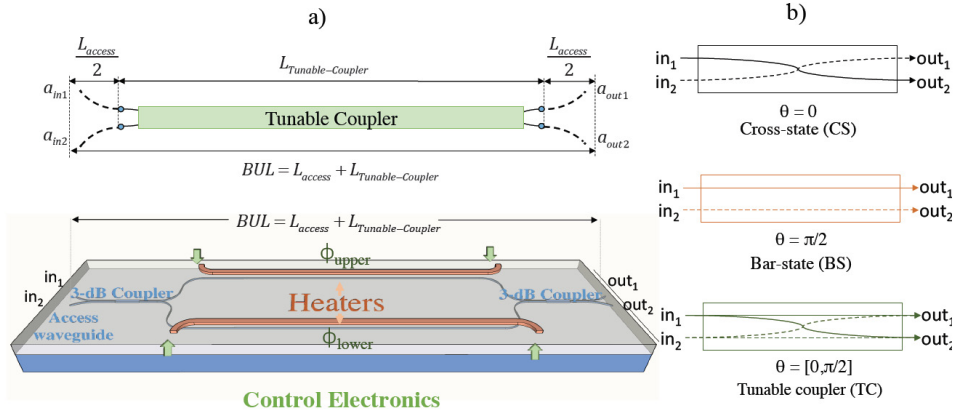 a)
L_access / 2
L_Tunable-Coupler
L_access / 2
a_in1
a_out1
Tunable Coupler
a_in2
a_out2
BUL = L_access + L_Tunable-Coupler
BUL = L_access + L_Tunable-Coupler
ϕ_upper
in₁
out₁
in₂
3-dB Coupler
3-dB Coupler
out₂
Heaters
Access
waveguide
ϕ_lower
Control Electronics
b)
in₁
out₁
in₂
out₂
θ = 0
Cross-state (CS)
in₁
out₁
in₂
out₂
θ = π/2
Bar-state (BS)
in₁
out₁
in₂
out₂
θ = [0,π/2]
Tunable coupler (TC)